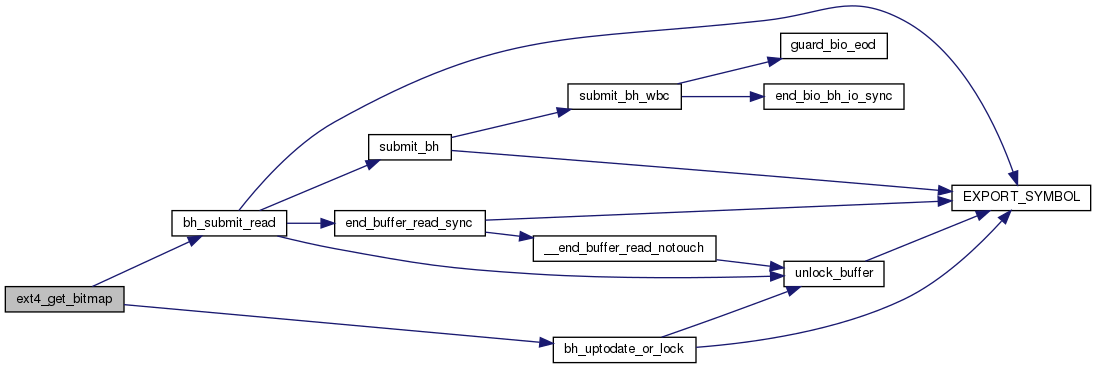 guard_bio_eod
submit_bh_wbc
end_bio_bh_io_sync
submit_bh
EXPORT_SYMBOL
bh_submit_read
end_buffer_read_sync
__end_buffer_read_notouch
unlock_buffer
ext4_get_bitmap
bh_uptodate_or_lock